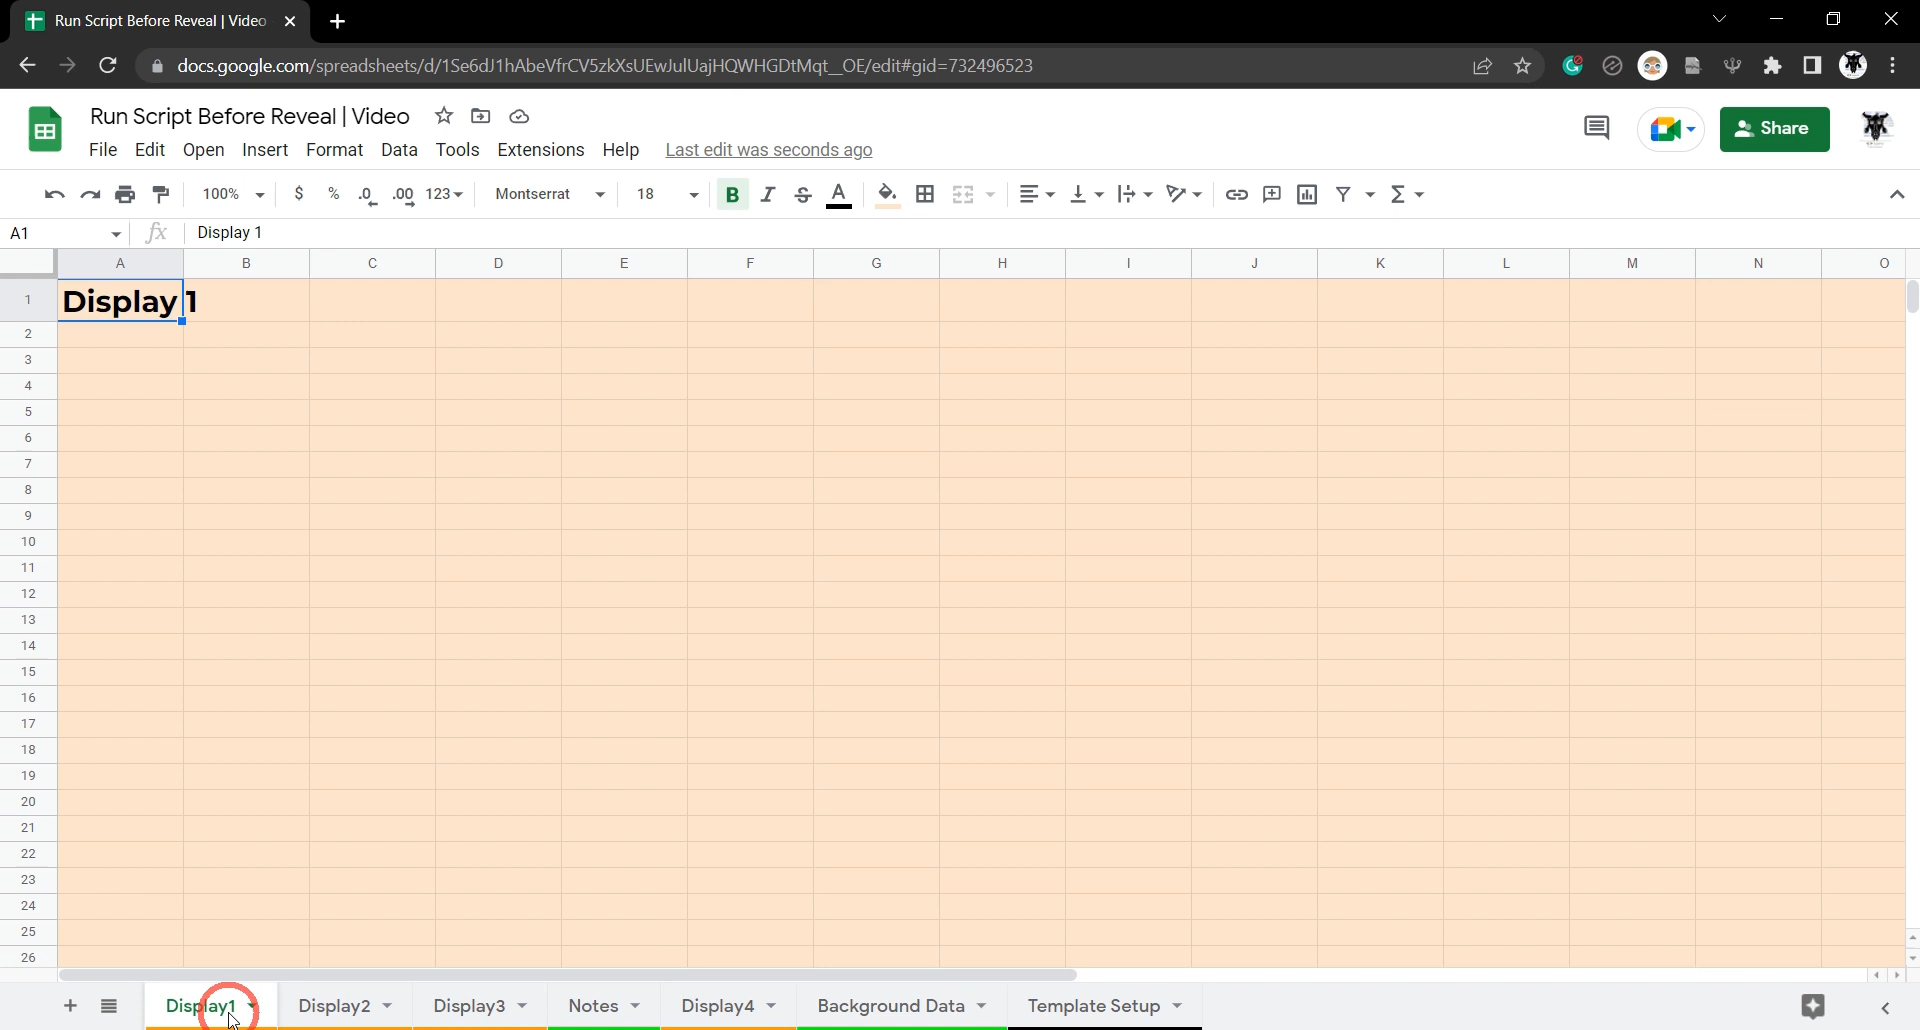 Run Script Before Reveal | Video
docs.google.com/spreadsheets/d/1Se6dJ1hAbeVfrCV5zkXsUEwJulUajHQWHGDtMqt__OE/edit#gid=732496523
Run Script Before Reveal | Video
File Edit Open Insert Format Data Tools Extensions Help Last edit was seconds ago
Share
100% $ % .0 .00 123 Montserrat 18 B I S A
A1 fx Display 1
A B C D E F G H I J K L M N O
1 Display 1
2
3
4
5
6
7
8
9
10
11
12
13
14
15
16
17
18
19
20
21
22
23
24
25
26
Display1 Display2 Display3 Notes Display4 Background Data Template Setup